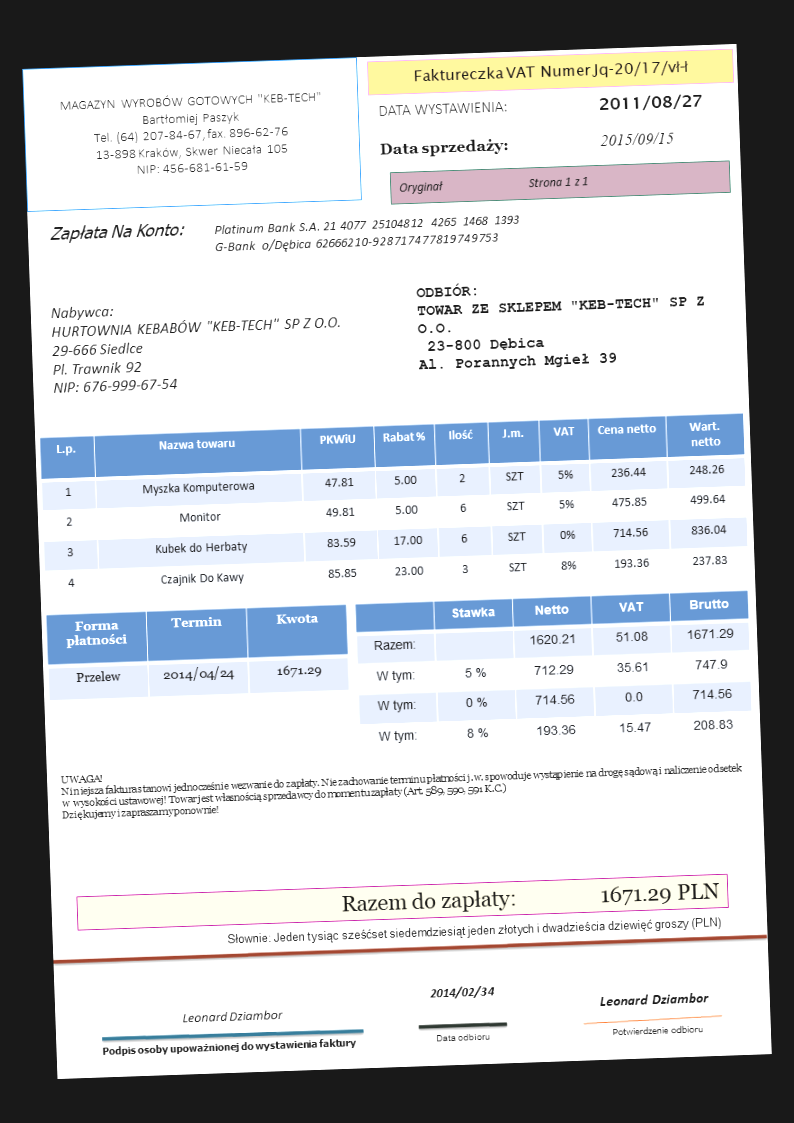 MAGAZYN WYROBÓW GOTOWYCH "KEB-TECH"
Bartłomiej Paszyk
Tel. (64) 207-84-67, fax. 896-62-76
13-898 Kraków, Skwer Niecała 105
NIP: 456-681-61-59
Faktureczka VAT Numer Jq-20/17/vł-ł
DATA WYSTAWIENIA: 2011/08/27
Data sprzedaży: 2015/09/15
Oryginał Strona 1 z 1
Zapłata Na Konto: Platinum Bank S.A. 21 4077 25104812 4265 1468 1393
G-Bank o/Dębica 62666210-928717477819749753
Nabywca:
HURTOWNIA KEBABÓW "KEB-TECH" SP Z O.O.
29-666 Siedlce
Pl. Trawnik 92
NIP: 676-999-67-54
ODBIÓR:
TOWAR ZE SKLEPEM "KEB-TECH" SP Z
O.O.
23-800 Dębica
Al. Porannych Mgieł 39
L.p. Nazwa towaru PKWiU Rabat % Ilość J.m. VAT Cena netto Wart. netto
1 Myszka Komputerowa 47.81 5.00 2 SZT 5% 236.44 248.26
2 Monitor 49.81 5.00 6 SZT 5% 475.85 499.64
3 Kubek do Herbaty 83.59 17.00 6 SZT 0% 714.56 836.04
4 Czajnik Do Kawy 85.85 23.00 3 SZT 8% 193.36 237.83
Forma płatności Termin Kwota
Przelew 2014/04/24 1671.29
Stawka Netto VAT Brutto
Razem: 1620.21 51.08 1671.29
W tym: 5 % 712.29 35.61 747.9
W tym: 0 % 714.56 0.0 714.56
W tym: 8 % 193.36 15.47 208.83
UWAGA!
Niniejsza faktura stanowi jednocześnie wezwanie do zapłaty. Nie zachowanie terminu płatności j.w. spowoduje wystąpienie na drogę sądową i naliczenie odsetek
w wysokości ustawowej! Towar jest własnością sprzedawcy do momentu zapłaty (Art. 589, 590, 591 K.C.)
Dziękujemy i zapraszamy ponownie!
Razem do zapłaty: 1671.29 PLN
Słownie: Jeden tysiąc sześćset siedemdziesiąt jeden złotych i dwadzieścia dziewięć groszy (PLN)
Leonard Dziambor
Podpis osoby upoważnionej do wystawienia faktury
2014/02/34
Data odbioru
Leonard Dziambor
Potwierdzenie odbioru